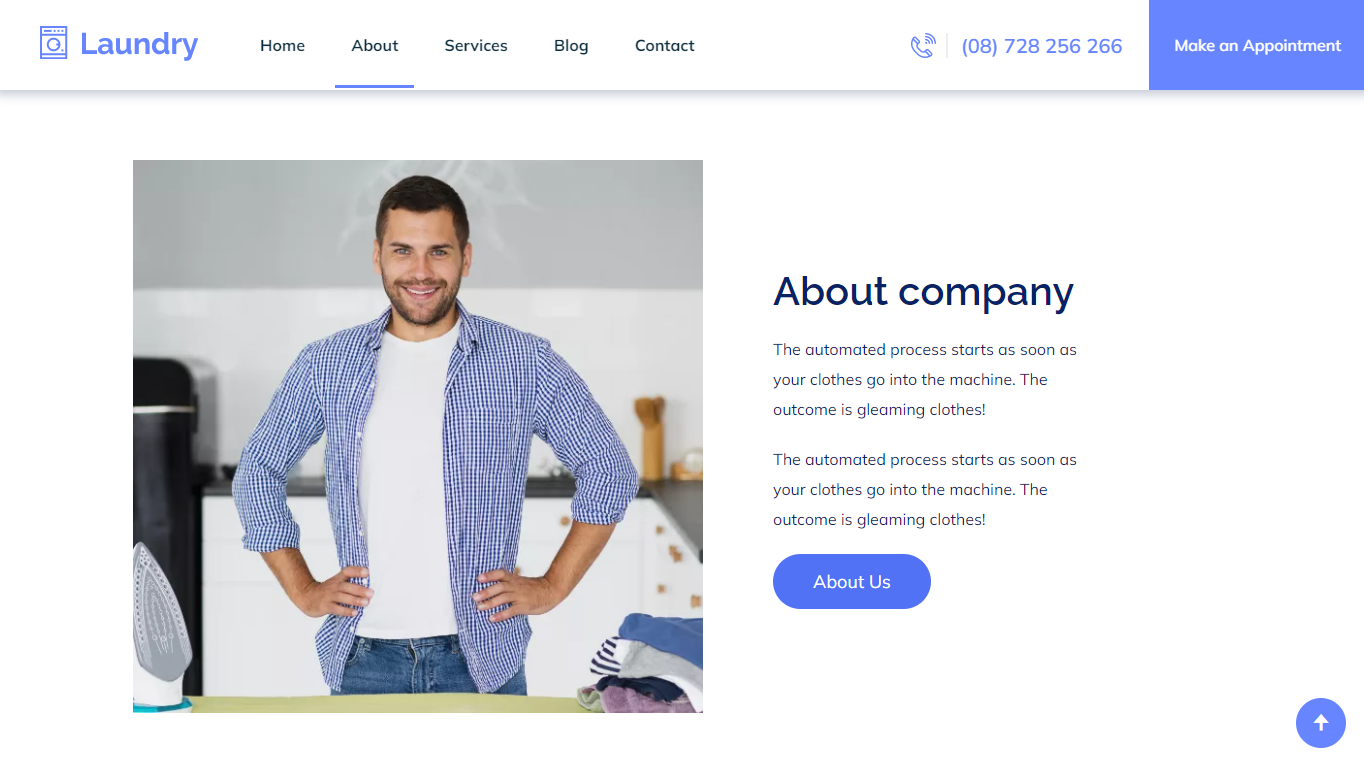 Laundry
Home
About
Services
Blog
Contact
(08) 728 256 266
Make an Appointment
About company
The automated process starts as soon as
your clothes go into the machine. The
outcome is gleaming clothes!
The automated process starts as soon as
your clothes go into the machine. The
outcome is gleaming clothes!
About Us